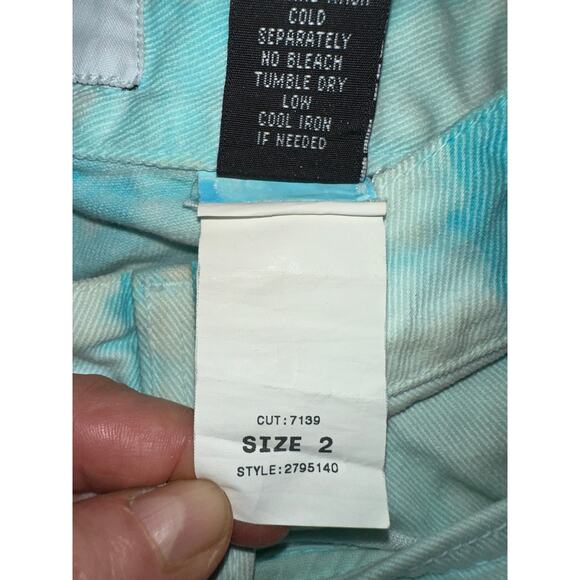 COLD
SEPARATELY
NO BLEACH
TUMBLE DRY
LOW
COOL IRON
IF NEEDED
CUT:7139
SIZE 2
STYLE:2795140